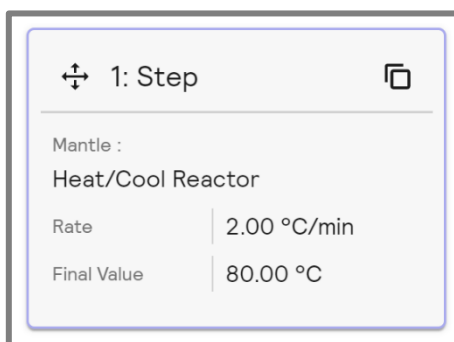 1: Step
Mantle :
Heat/Cool Reactor
Rate 2.00 °C/min
Final Value 80.00 °C